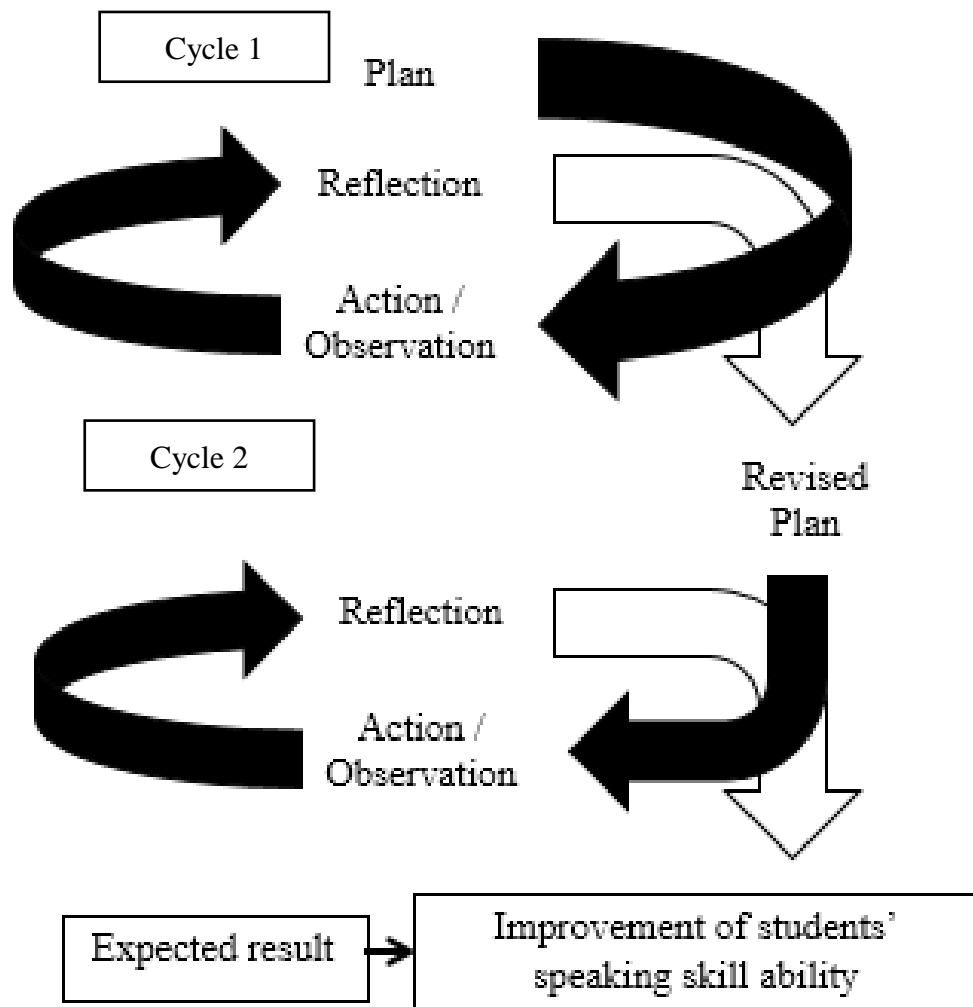 Cycle 1
Plan
Reflection
Action /
Observation
Cycle 2
Revised
Plan
Reflection
Action /
Observation
Expected result
Improvement of students’
speaking skill ability